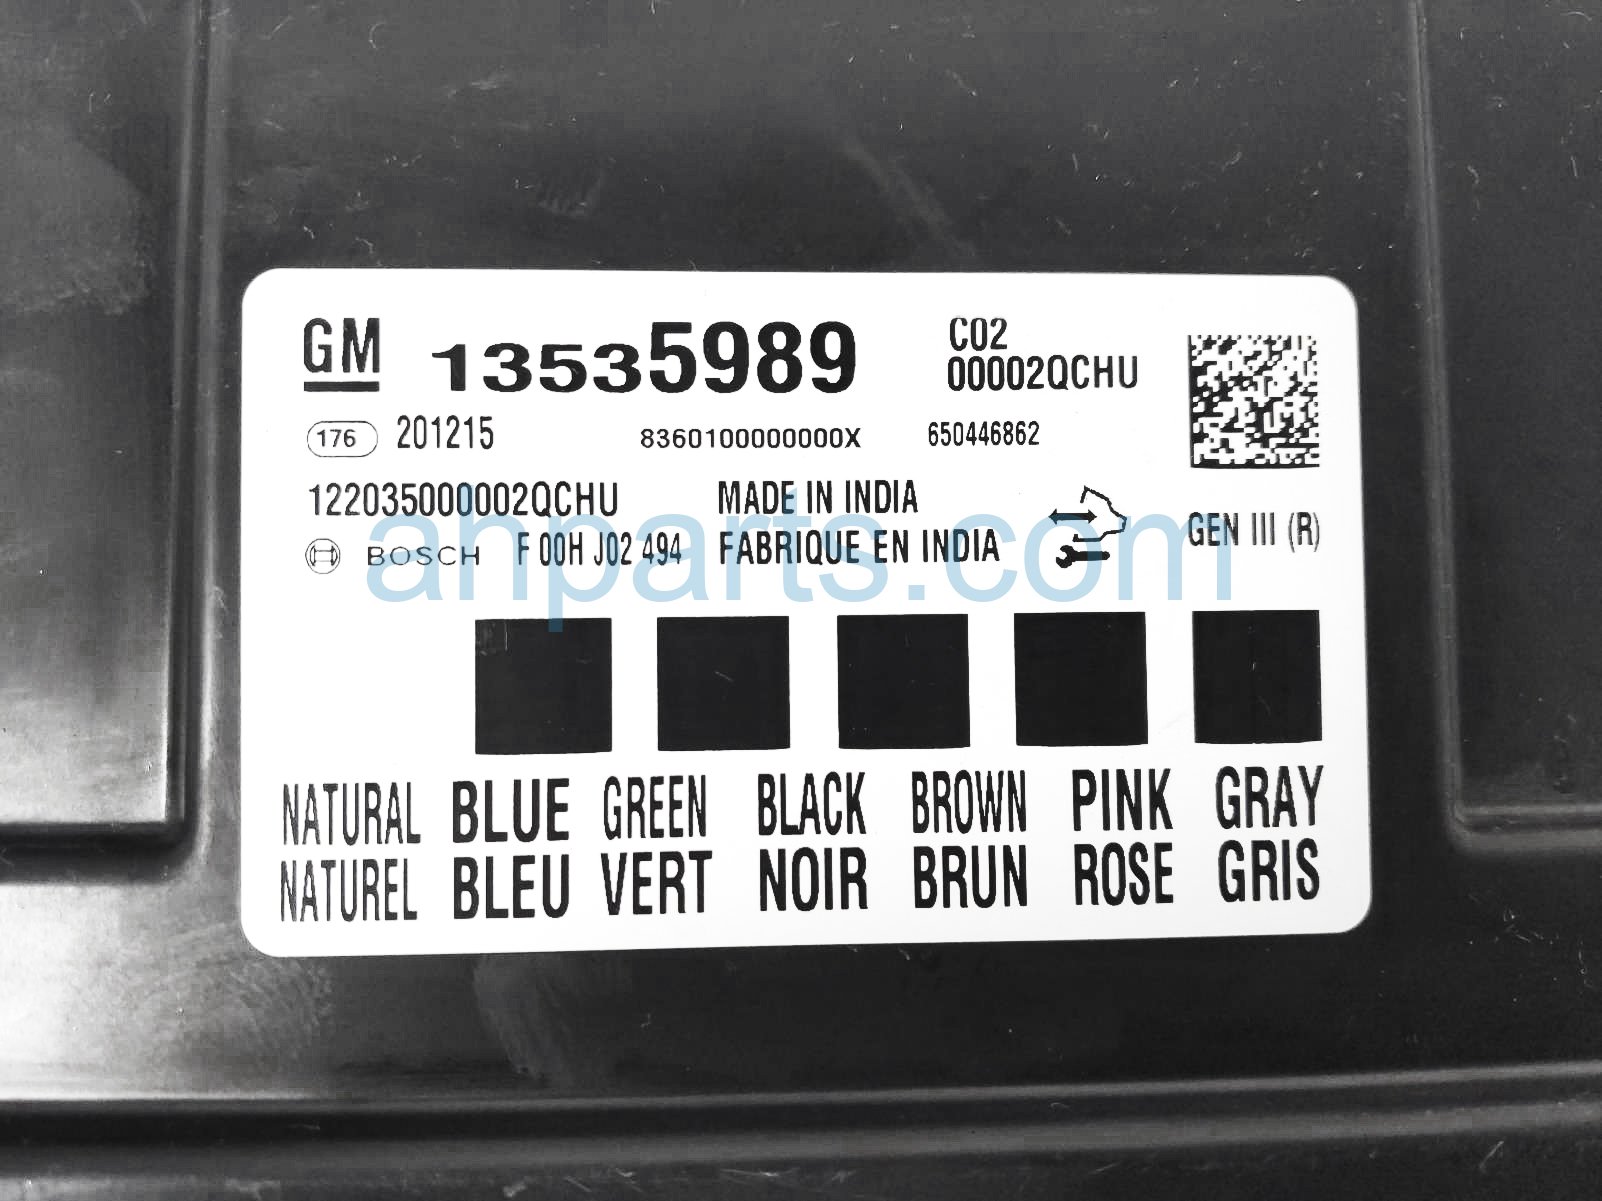 GM 13535989 C02
00002QCHU
176 201215 8360100000000X 650446862
122035000002QCHU MADE IN INDIA
BOSCH F 00H J02 494 FABRIQUE EN INDIA GEN III (R)
ahparts.com
NATURAL BLUE GREEN BLACK BROWN PINK GRAY
NATUREL BLEU VERT NOIR BRUN ROSE GRIS